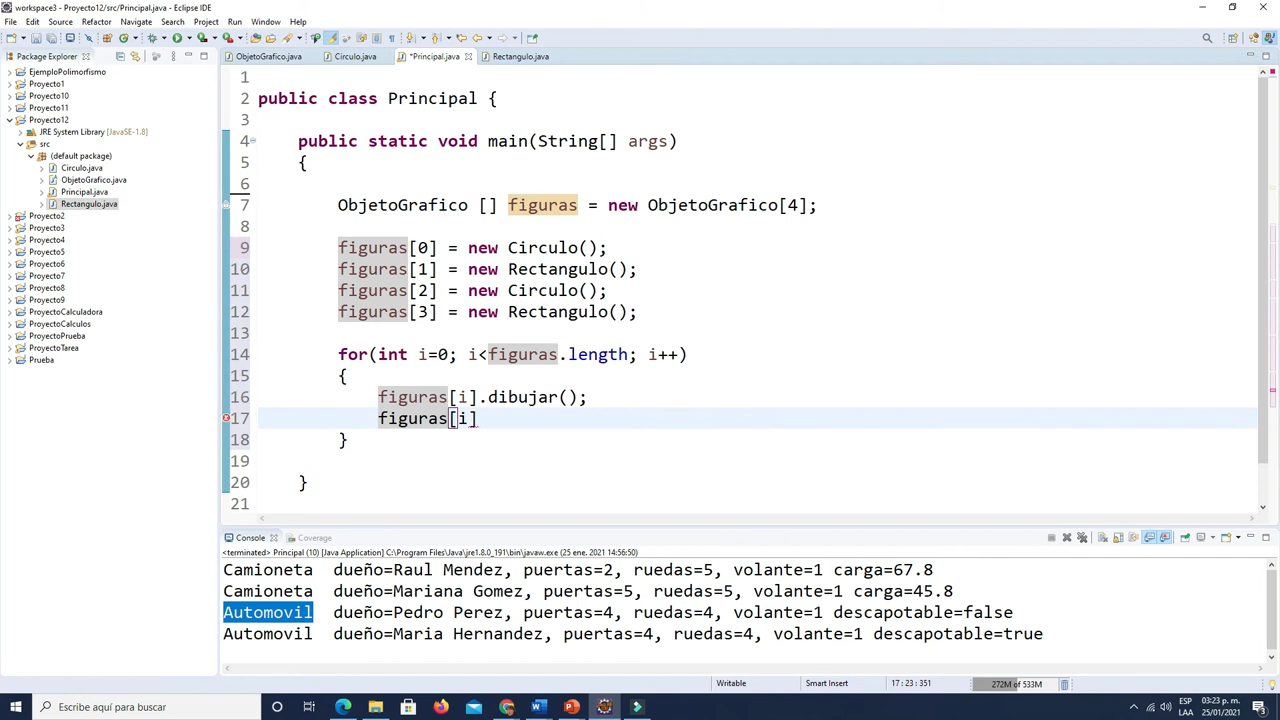 workspace3 - Proyecto12/src/Principal.java - Eclipse IDE
File Edit Source Refactor Navigate Search Project Run Window Help
Package Explorer
EjemploPolimorfismo
Proyecto1
Proyecto10
Proyecto11
Proyecto12
JRE System Library [JavaSE-1.8]
src
(default package)
Circulo.java
ObjetoGrafico.java
Principal.java
Rectangulo.java
Proyecto2
Proyecto3
Proyecto4
Proyecto5
Proyecto6
Proyecto7
Proyecto8
Proyecto9
ProyectoCalculadora
ProyectoCalculos
ProyectoPrueba
ProyectoTarea
Prueba
ObjetoGrafico.java Circulo.java *Principal.java Rectangulo.java
1
2 public class Principal {
3
4 public static void main(String[] args)
5 {
6
7 ObjetoGrafico [] figuras = new ObjetoGrafico[4];
8
9 figuras[0] = new Circulo();
10 figuras[1] = new Rectangulo();
11 figuras[2] = new Circulo();
12 figuras[3] = new Rectangulo();
13
14 for(int i=0; i<figuras.length; i++)
15 {
16 figuras[i].dibujar();
17 figuras[i]
18 }
19
20 }
21
Console Coverage
<terminated> Principal (10) [Java Application] C:\Program Files\Java\jre1.8.0_191\bin\javaw.exe (25 ene. 2021 14:56:50)
Camioneta dueño=Raul Mendez, puertas=2, ruedas=5, volante=1 carga=67.8
Camioneta dueño=Mariana Gomez, puertas=5, ruedas=5, volante=1 carga=45.8
Automovil dueño=Pedro Perez, puertas=4, ruedas=4, volante=1 descapotable=false
Automovil dueño=Maria Hernandez, puertas=4, ruedas=4, volante=1 descapotable=true
Writable Smart Insert 17 : 23 : 351 272M of 533M
Escribe aquí para buscar
ESP 03:23 p. m.
LAA 25/01/2021